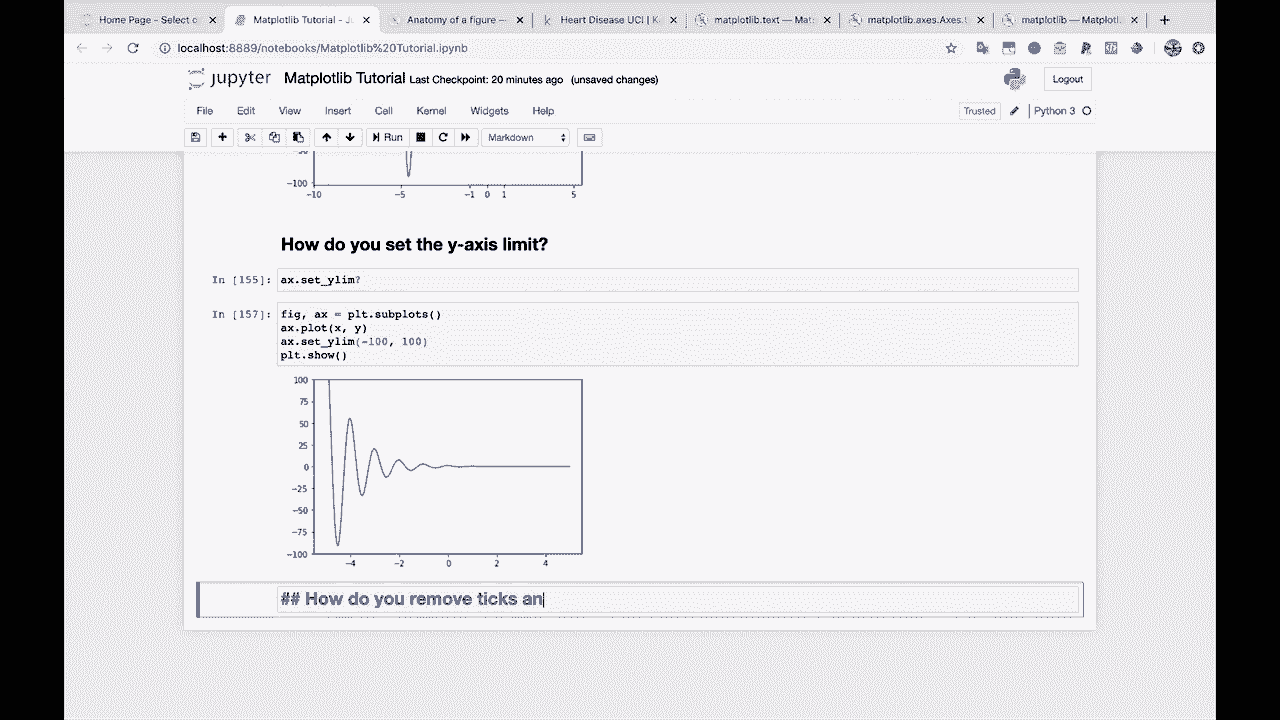 Home Page - Select o
Matplotlib Tutorial - Ju
Anatomy of a figure —
Heart Disease UCI | K
matplotlib.text — Mat
matplotlib.axes.Axes.t
matplotlib — Matplotl
localhost:8889/notebooks/Matplotlib%20Tutorial.ipynb
jupyter Matplotlib Tutorial Last Checkpoint: 20 minutes ago (unsaved changes)
Logout
File Edit View Insert Cell Kernel Widgets Help
Trusted Python 3
Run Markdown
−100
−10 −5 −1 0 1 5
How do you set the y-axis limit?
In [155]: ax.set_ylim?
In [157]: fig, ax = plt.subplots()
ax.plot(x, y)
ax.set_ylim(-100, 100)
plt.show()
100
75
50
25
0
−25
−50
−75
−100
−4 −2 0 2 4
## How do you remove ticks an